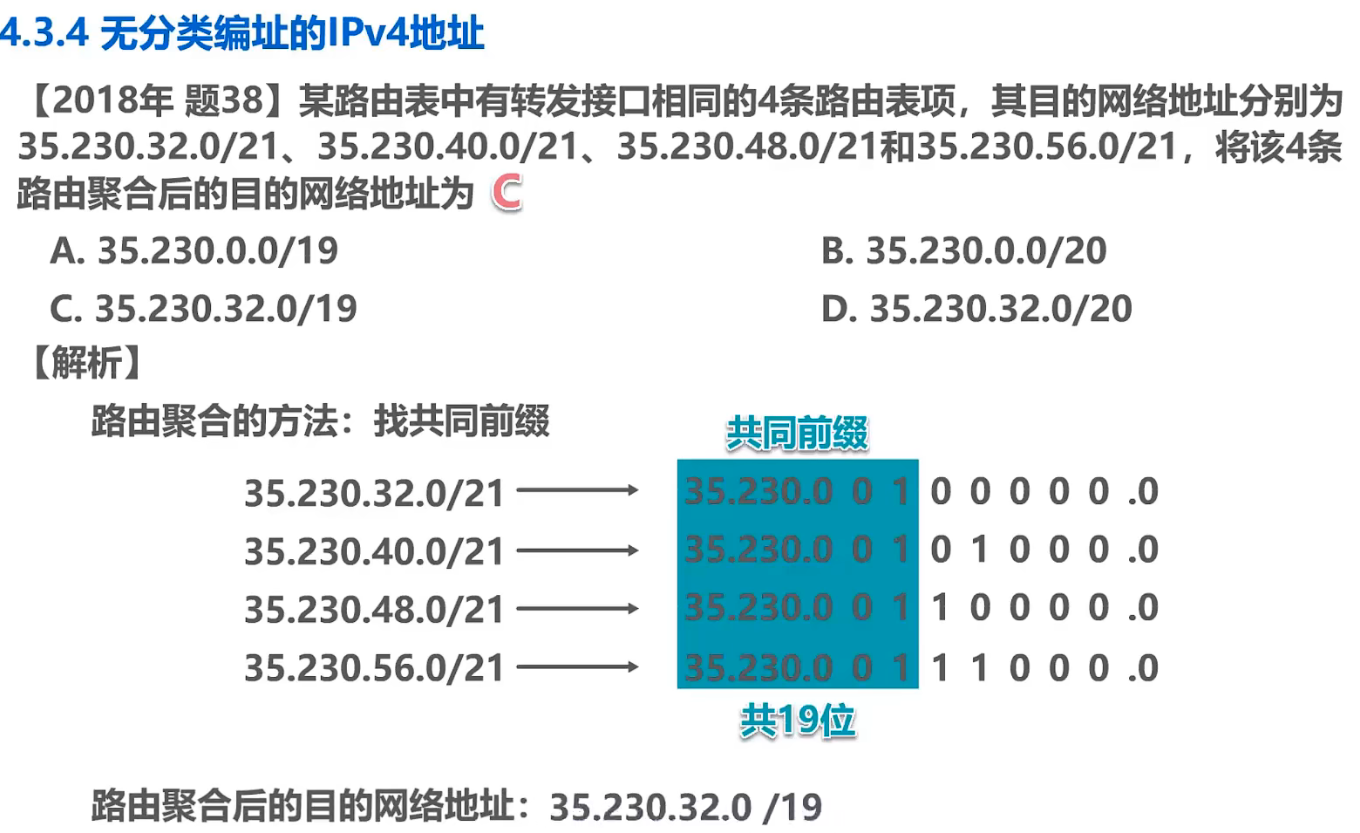 4.3.4 无分类编址的IPv4地址
【2018年 题38】某路由表中有转发接口相同的4条路由表项，其目的网络地址分别为
35.230.32.0/21、35.230.40.0/21、35.230.48.0/21和35.230.56.0/21，将该4条
路由聚合后的目的网络地址为 C
A. 35.230.0.0/19 B. 35.230.0.0/20
C. 35.230.32.0/19 D. 35.230.32.0/20
【解析】
路由聚合的方法：找共同前缀
共同前缀
35.230.32.0/21 35.230.0 0 1 0 0 0 0 0 .0
35.230.40.0/21 35.230.0 0 1 0 1 0 0 0 .0
35.230.48.0/21 35.230.0 0 1 1 0 0 0 0 .0
35.230.56.0/21 35.230.0 0 1 1 1 0 0 0 .0
共19位
路由聚合后的目的网络地址：35.230.32.0 /19